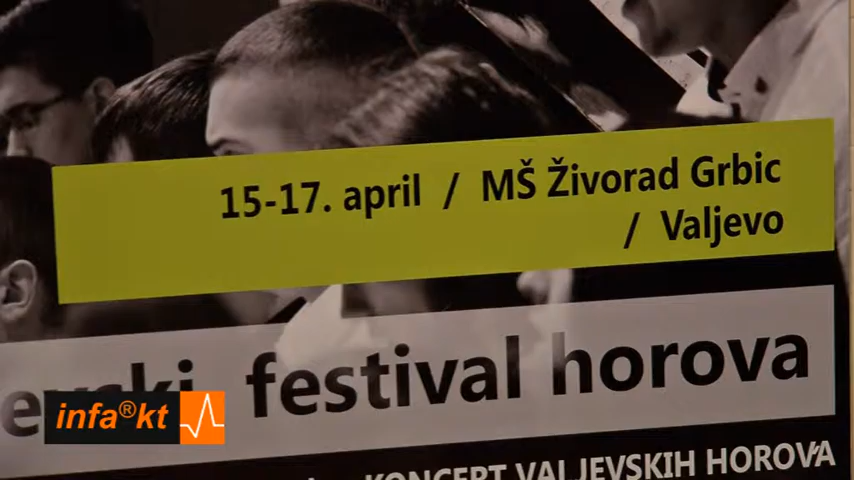 15-17. april / MŠ Živorad Grbic
/ Valjevo
festival horova
infa®kt
KONCERT VALJEVSKIH HOROVA